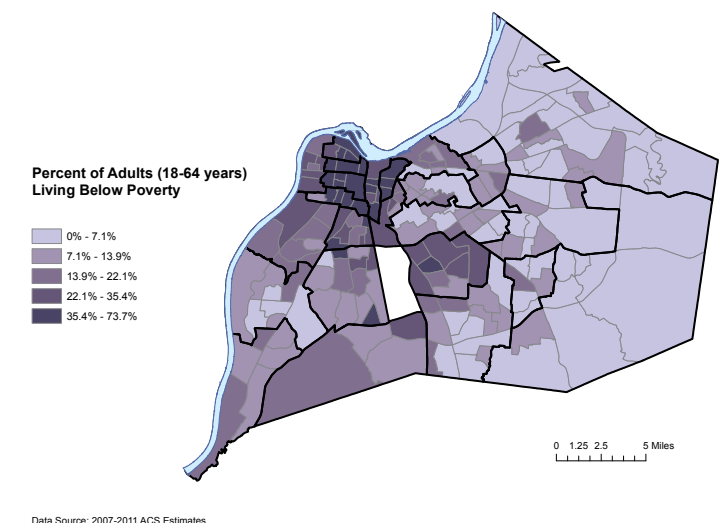 Percent of Adults (18-64 years)
Living Below Poverty
0% - 7.1%
7.1% - 13.9%
13.9% - 22.1%
22.1% - 35.4%
35.4% - 73.7%
0 1.25 2.5 5 Miles
Data Source: 2007-2011 ACS Estimates